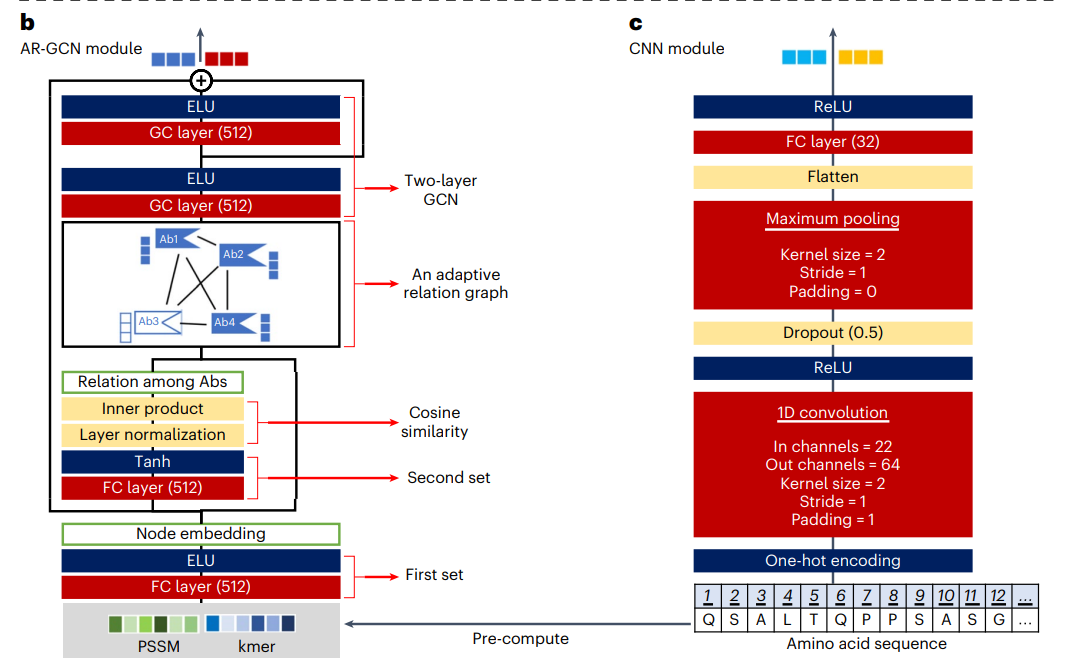 b
AR-GCN module
+
ELU
GC layer (512)
ELU
GC layer (512)
Two-layer
GCN
Ab1
Ab2
Ab3
Ab4
An adaptive
relation graph
Relation among Abs
Inner product
Layer normalization
Cosine
similarity
Tanh
FC layer (512)
Second set
Node embedding
ELU
FC layer (512)
First set
PSSM
kmer
Pre-compute
c
CNN module
ReLU
FC layer (32)
Flatten
Maximum pooling
Kernel size = 2
Stride = 1
Padding = 0
Dropout (0.5)
ReLU
1D convolution
In channels = 22
Out channels = 64
Kernel size = 2
Stride = 1
Padding = 1
One-hot encoding
1 2 3 4 5 6 7 8 9 10 11 12 ...
Q S A L T Q P P S A S G ...
Amino acid sequence